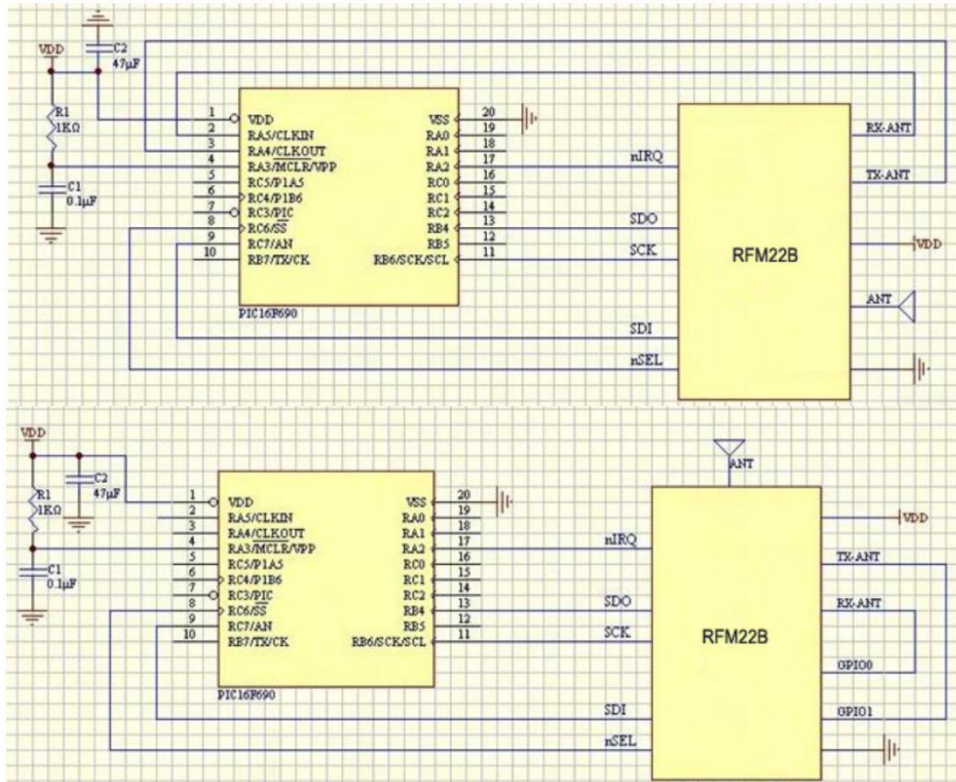 VDD
C2
47µF
R1
1KΩ
C1
0.1µF
1 VDD
2 RA5/CLKIN
3 RA4/CLKOUT
4 RA3/MCLR/VPP
5 RC5/P1A5
6 RC4/P1B6
7 RC3/PIC
8 RC6/SS
9 RC7/AN
10 RB7/TX/CK
VSS 20
RA0 19
RA1 18
RA2 17
RC0 16
RC1 15
RC2 14
RB4 13
RB5 12
RB6/SCK/SCL 11
PIC16F690
nIRQ
SDO
SCK
SDI
nSEL
RFM22B
RX-ANT
TX-ANT
VDD
ANT
VDD
C2
47µF
R1
1KΩ
C1
0.1µF
1 VDD
2 RA5/CLKIN
3 RA4/CLKOUT
4 RA3/MCLR/VPP
5 RC5/P1A5
6 RC4/P1B6
7 RC3/PIC
8 RC6/SS
9 RC7/AN
10 RB7/TX/CK
VSS 20
RA0 19
RA1 18
RA2 17
RC0 16
RC1 15
RC2 14
RB4 13
RB5 12
RB6/SCK/SCL 11
PIC16F690
nIRQ
SDO
SCK
SDI
nSEL
ANT
RFM22B
VDD
TX-ANT
RX-ANT
GPIO0
GPIO1